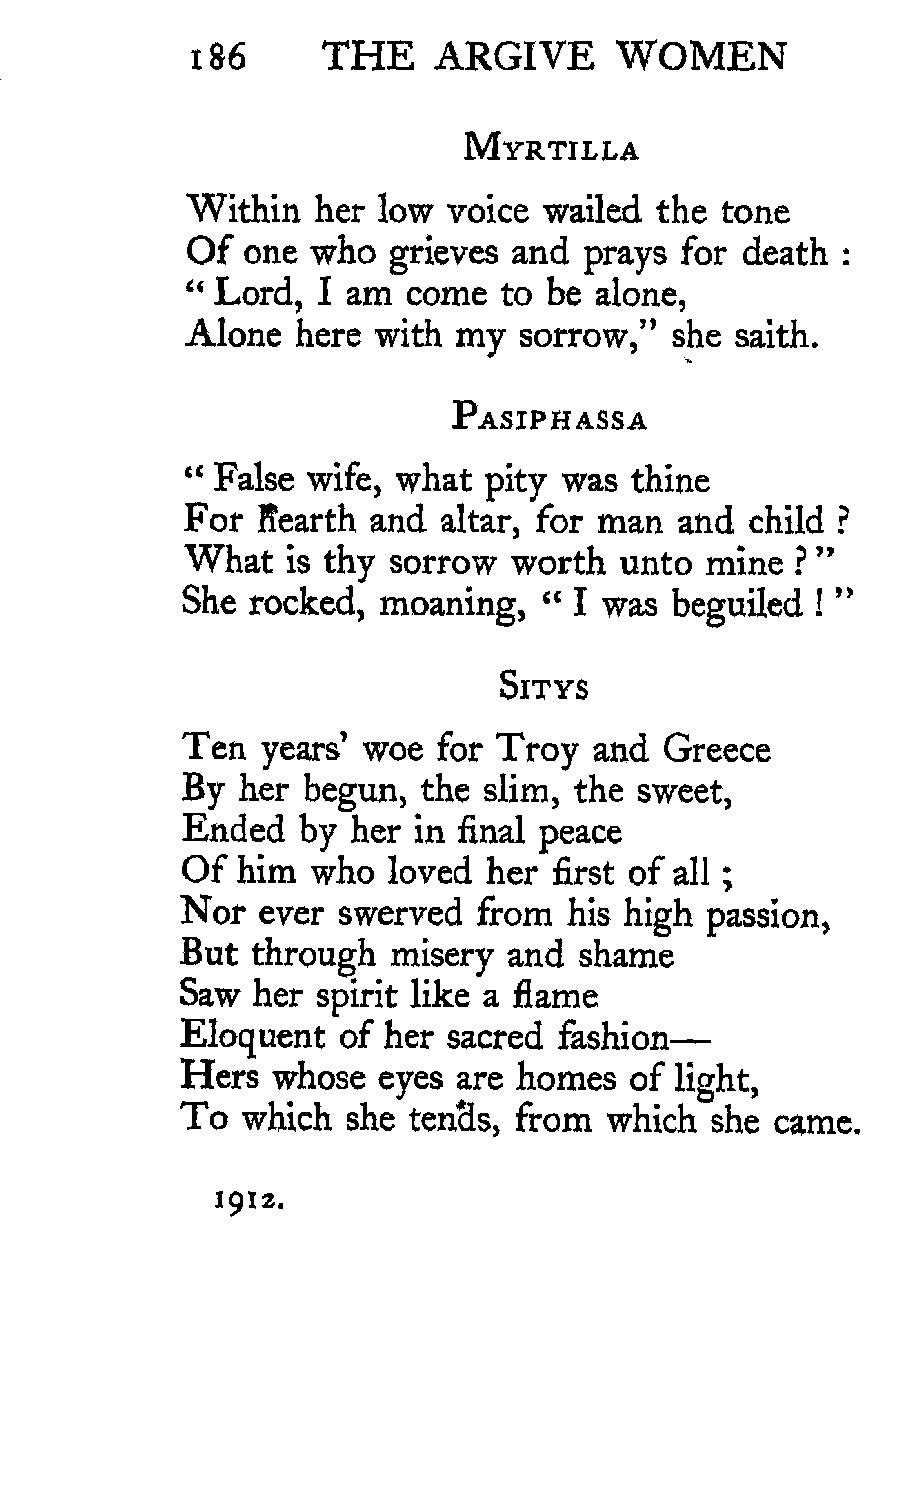 186 THE ARGIVE WOMEN
MYRTILLA
Within her low voice wailed the tone
Of one who grieves and prays for death :
“ Lord, I am come to be alone,
Alone here with my sorrow,” she saith.
PASIPHASSA
“ False wife, what pity was thine
For hearth and altar, for man and child ?
What is thy sorrow worth unto mine ? ”
She rocked, moaning, “ I was beguiled ! ”
SITYS
Ten years’ woe for Troy and Greece
By her begun, the slim, the sweet,
Ended by her in final peace
Of him who loved her first of all ;
Nor ever swerved from his high passion,
But through misery and shame
Saw her spirit like a flame
Eloquent of her sacred fashion—
Hers whose eyes are homes of light,
To which she tends, from which she came.
1912.